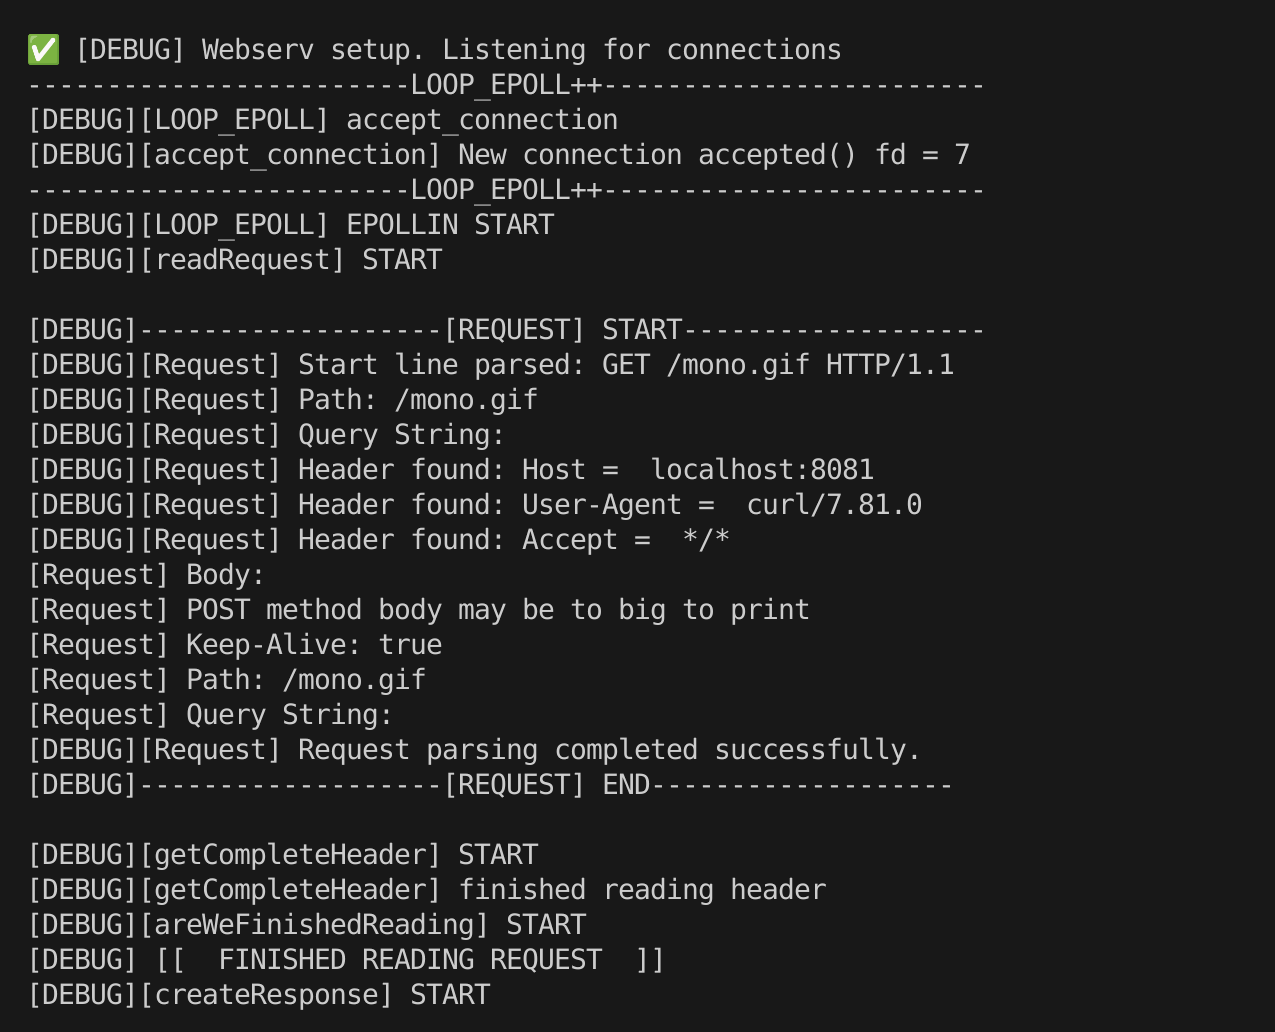 ✅ [DEBUG] Webserv setup. Listening for connections
------------------------LOOP_EPOLL++------------------------
[DEBUG][LOOP_EPOLL] accept_connection
[DEBUG][accept_connection] New connection accepted() fd = 7
------------------------LOOP_EPOLL++------------------------
[DEBUG][LOOP_EPOLL] EPOLLIN START
[DEBUG][readRequest] START

[DEBUG]-------------------[REQUEST] START-------------------
[DEBUG][Request] Start line parsed: GET /mono.gif HTTP/1.1
[DEBUG][Request] Path: /mono.gif
[DEBUG][Request] Query String:
[DEBUG][Request] Header found: Host =  localhost:8081
[DEBUG][Request] Header found: User-Agent =  curl/7.81.0
[DEBUG][Request] Header found: Accept =  */*
[Request] Body:
[Request] POST method body may be to big to print
[Request] Keep-Alive: true
[Request] Path: /mono.gif
[Request] Query String:
[DEBUG][Request] Request parsing completed successfully.
[DEBUG]-------------------[REQUEST] END-------------------

[DEBUG][getCompleteHeader] START
[DEBUG][getCompleteHeader] finished reading header
[DEBUG][areWeFinishedReading] START
[DEBUG] [[  FINISHED READING REQUEST  ]]
[DEBUG][createResponse] START